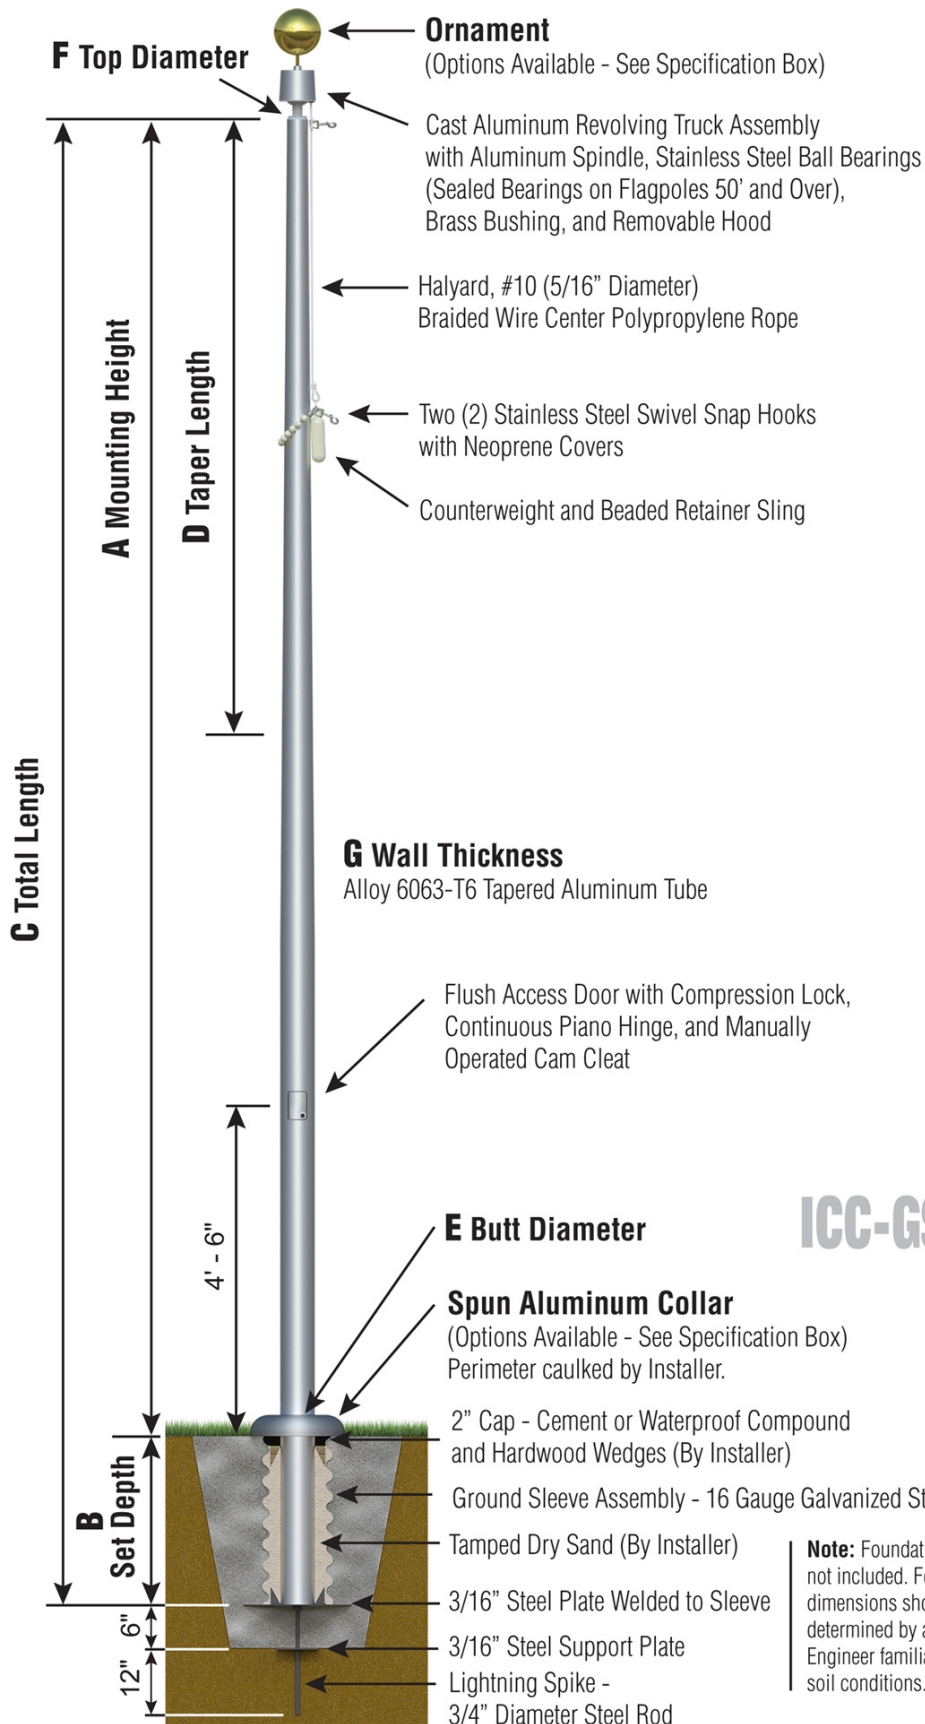 Ornament
(Options Available - See Specification Box)
F Top Diameter
Cast Aluminum Revolving Truck Assembly
with Aluminum Spindle, Stainless Steel Ball Bearings
(Sealed Bearings on Flagpoles 50' and Over),
Brass Bushing, and Removable Hood
Halyard, #10 (5/16” Diameter)
Braided Wire Center Polypropylene Rope
A Mounting Height
D Taper Length
Two (2) Stainless Steel Swivel Snap Hooks
with Neoprene Covers
Counterweight and Beaded Retainer Sling
C Total Length
G Wall Thickness
Alloy 6063-T6 Tapered Aluminum Tube
Flush Access Door with Compression Lock,
Continuous Piano Hinge, and Manually
Operated Cam Cleat
4' - 6"
E Butt Diameter
ICC-GS
Spun Aluminum Collar
(Options Available - See Specification Box)
Perimeter caulked by Installer.
2” Cap - Cement or Waterproof Compound
and Hardwood Wedges (By Installer)
B
Set Depth
Ground Sleeve Assembly - 16 Gauge Galvanized St
Tamped Dry Sand (By Installer)
3/16” Steel Plate Welded to Sleeve
6"
3/16” Steel Support Plate
12"
Lightning Spike -
3/4” Diameter Steel Rod
Note: Foundat
not included. Fo
dimensions sho
determined by a
Engineer familia
soil conditions.